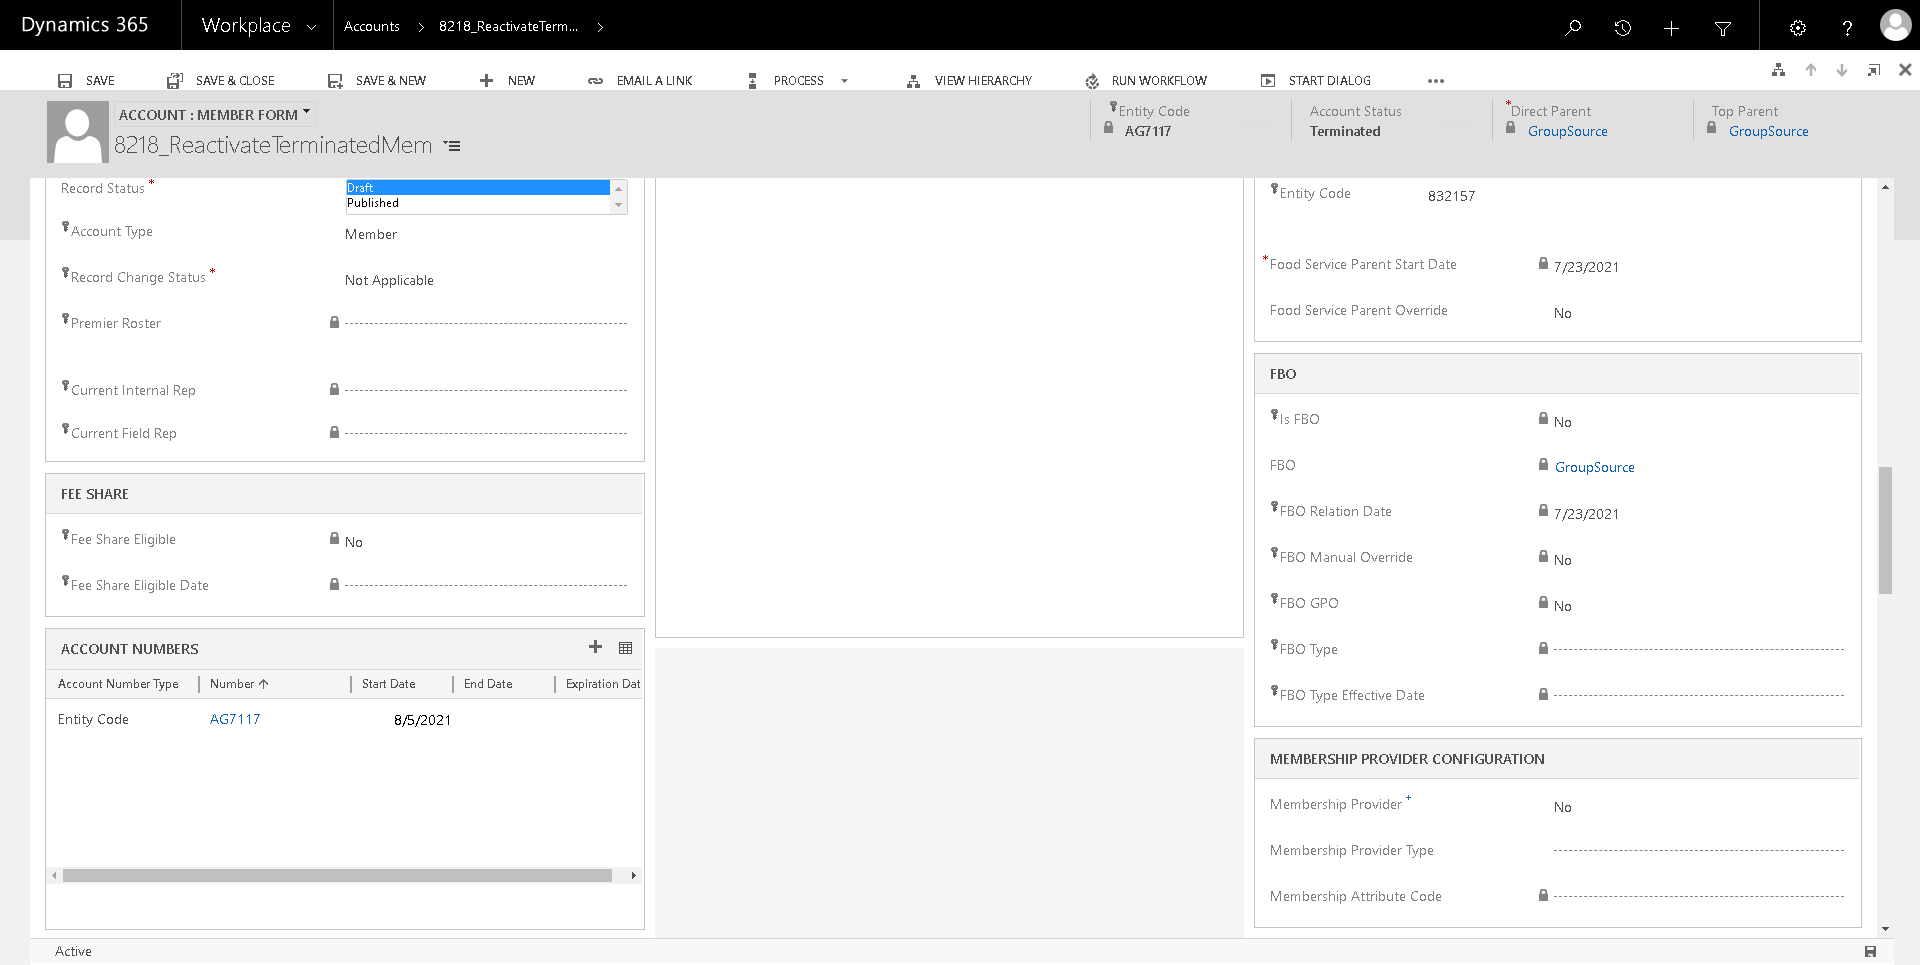 Dynamics 365
Workplace
Accounts
8218_ReactivateTerm...
SAVE
SAVE & CLOSE
SAVE & NEW
NEW
EMAIL A LINK
PROCESS
VIEW HIERARCHY
RUN WORKFLOW
START DIALOG
ACCOUNT : MEMBER FORM
8218_ReactivateTerminatedMem
Entity Code
AG7117
Account Status
Terminated
*Direct Parent
GroupSource
Top Parent
GroupSource
Record Status *
Draft
Published
Account Type
Member
Record Change Status *
Not Applicable
Premier Roster
Current Internal Rep
Current Field Rep
FEE SHARE
Fee Share Eligible
No
Fee Share Eligible Date
ACCOUNT NUMBERS
Account Number Type
Number
Start Date
End Date
Expiration Dat
Entity Code
AG7117
8/5/2021
Entity Code
832157
*Food Service Parent Start Date
7/23/2021
Food Service Parent Override
No
FBO
Is FBO
No
FBO
GroupSource
FBO Relation Date
7/23/2021
FBO Manual Override
No
FBO GPO
No
FBO Type
FBO Type Effective Date
MEMBERSHIP PROVIDER CONFIGURATION
Membership Provider +
No
Membership Provider Type
Membership Attribute Code
Active